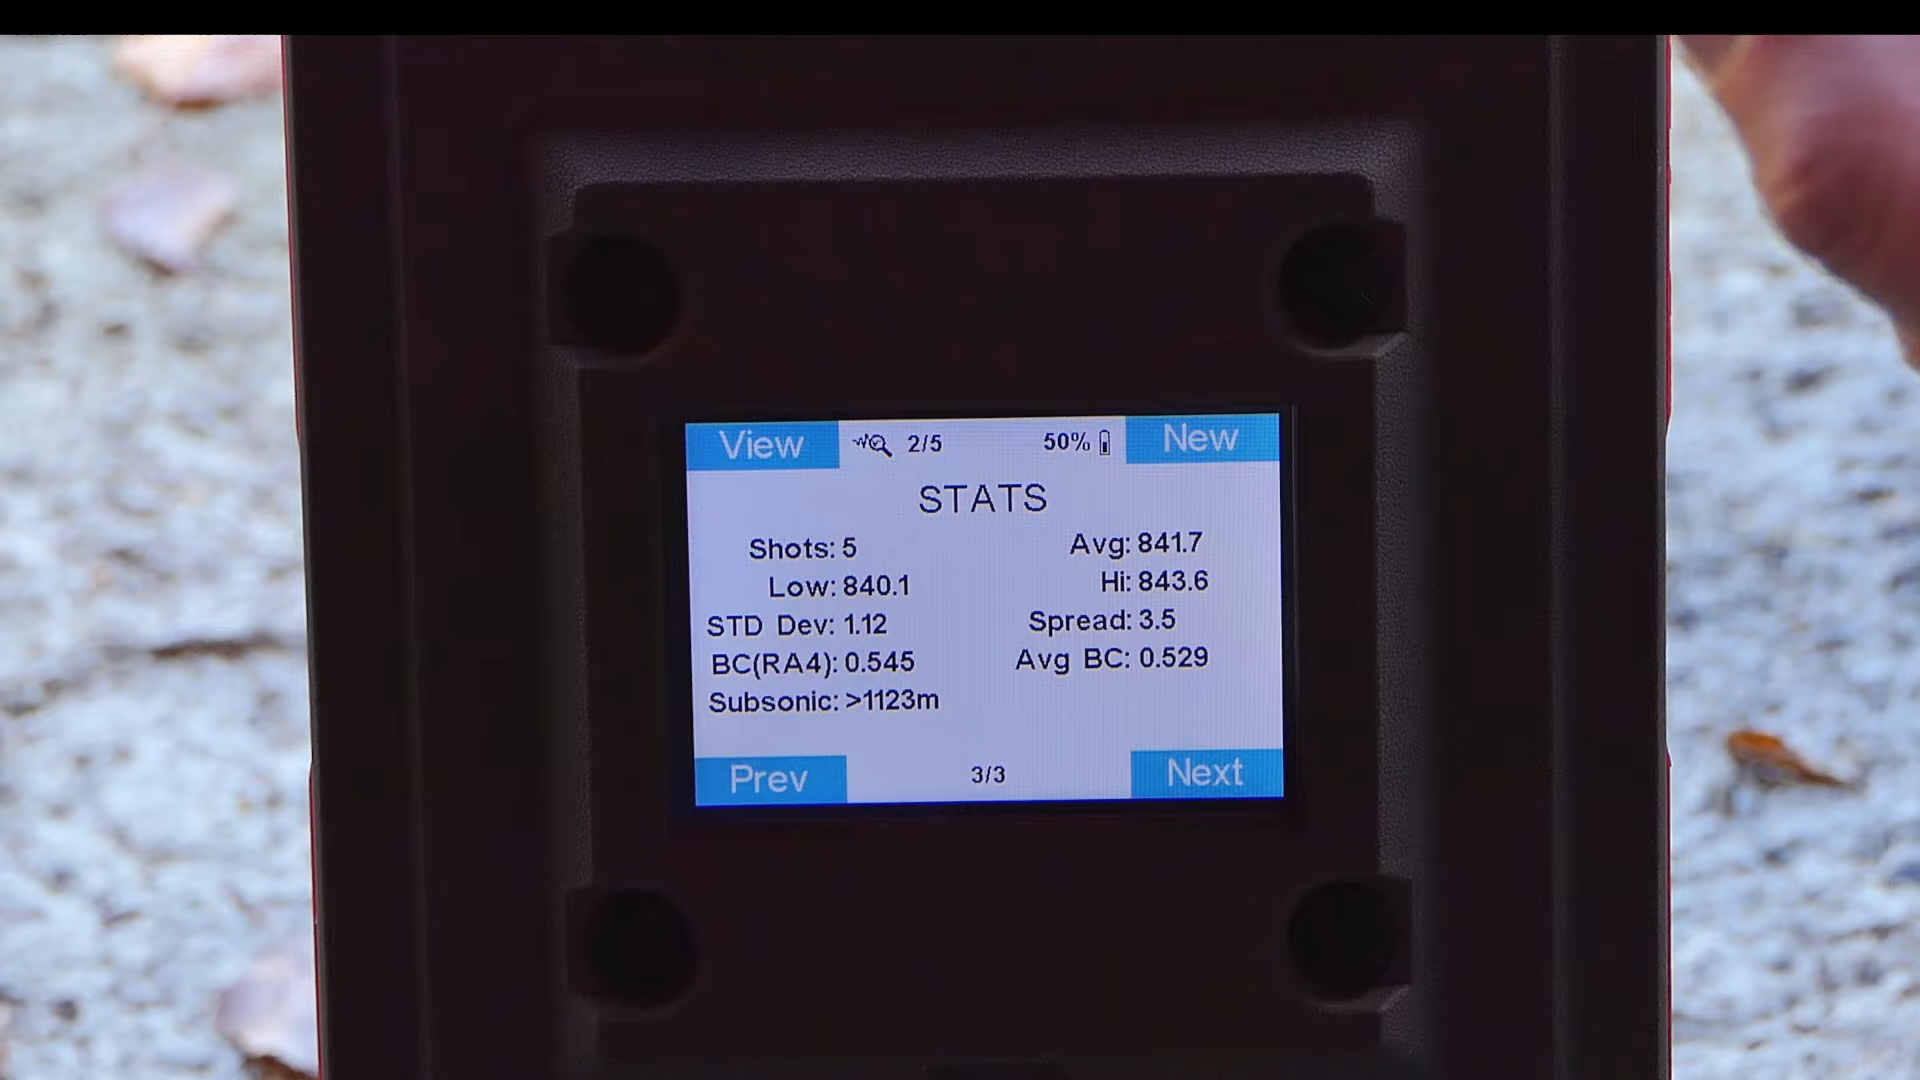 View 2/5 50% New
STATS
Shots: 5 Avg: 841.7
Low: 840.1 Hi: 843.6
STD Dev: 1.12 Spread: 3.5
BC(RA4): 0.545 Avg BC: 0.529
Subsonic: >1123m
Prev 3/3 Next